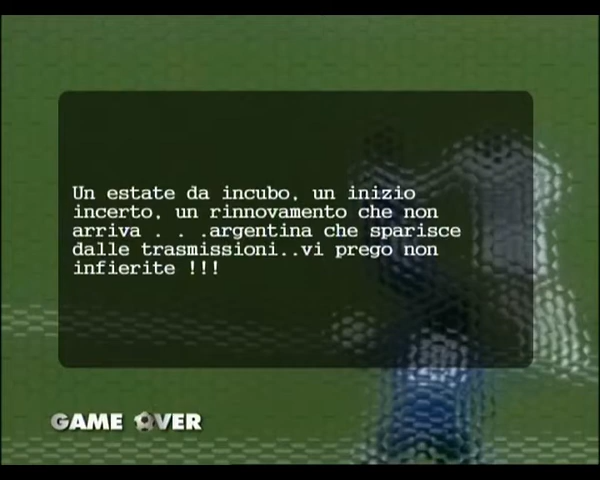 Un estate da incubo, un inizio
incerto, un rinnovamento che non
arriva . . .argentina che sparisce
dalle trasmissioni..vi prego non
infierite !!!
GAME OVER